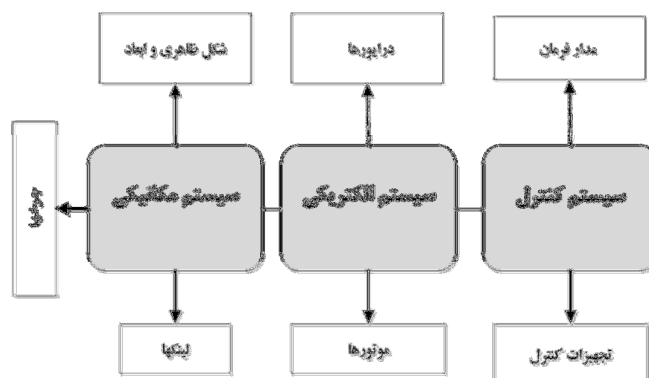 مدار فرمان
درایورها
شکل ظاهری و ابعاد
سیستم کنترل
سیستم الکتریکی
سیستم مکانیکی
تجهیزات کنترل
موتورها
لینکها